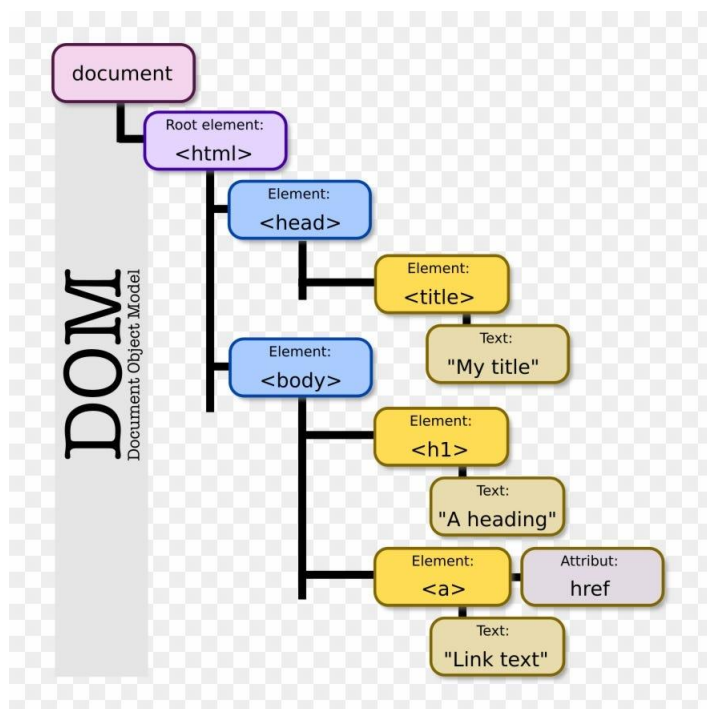 document
Root element:
<html>
Element:
<head>
Element:
<title>
Text:
"My title"
DOM
Document Object Model
Element:
<body>
Element:
<h1>
Text:
"A heading"
Element:
<a>
Attribut:
href
Text:
"Link text"